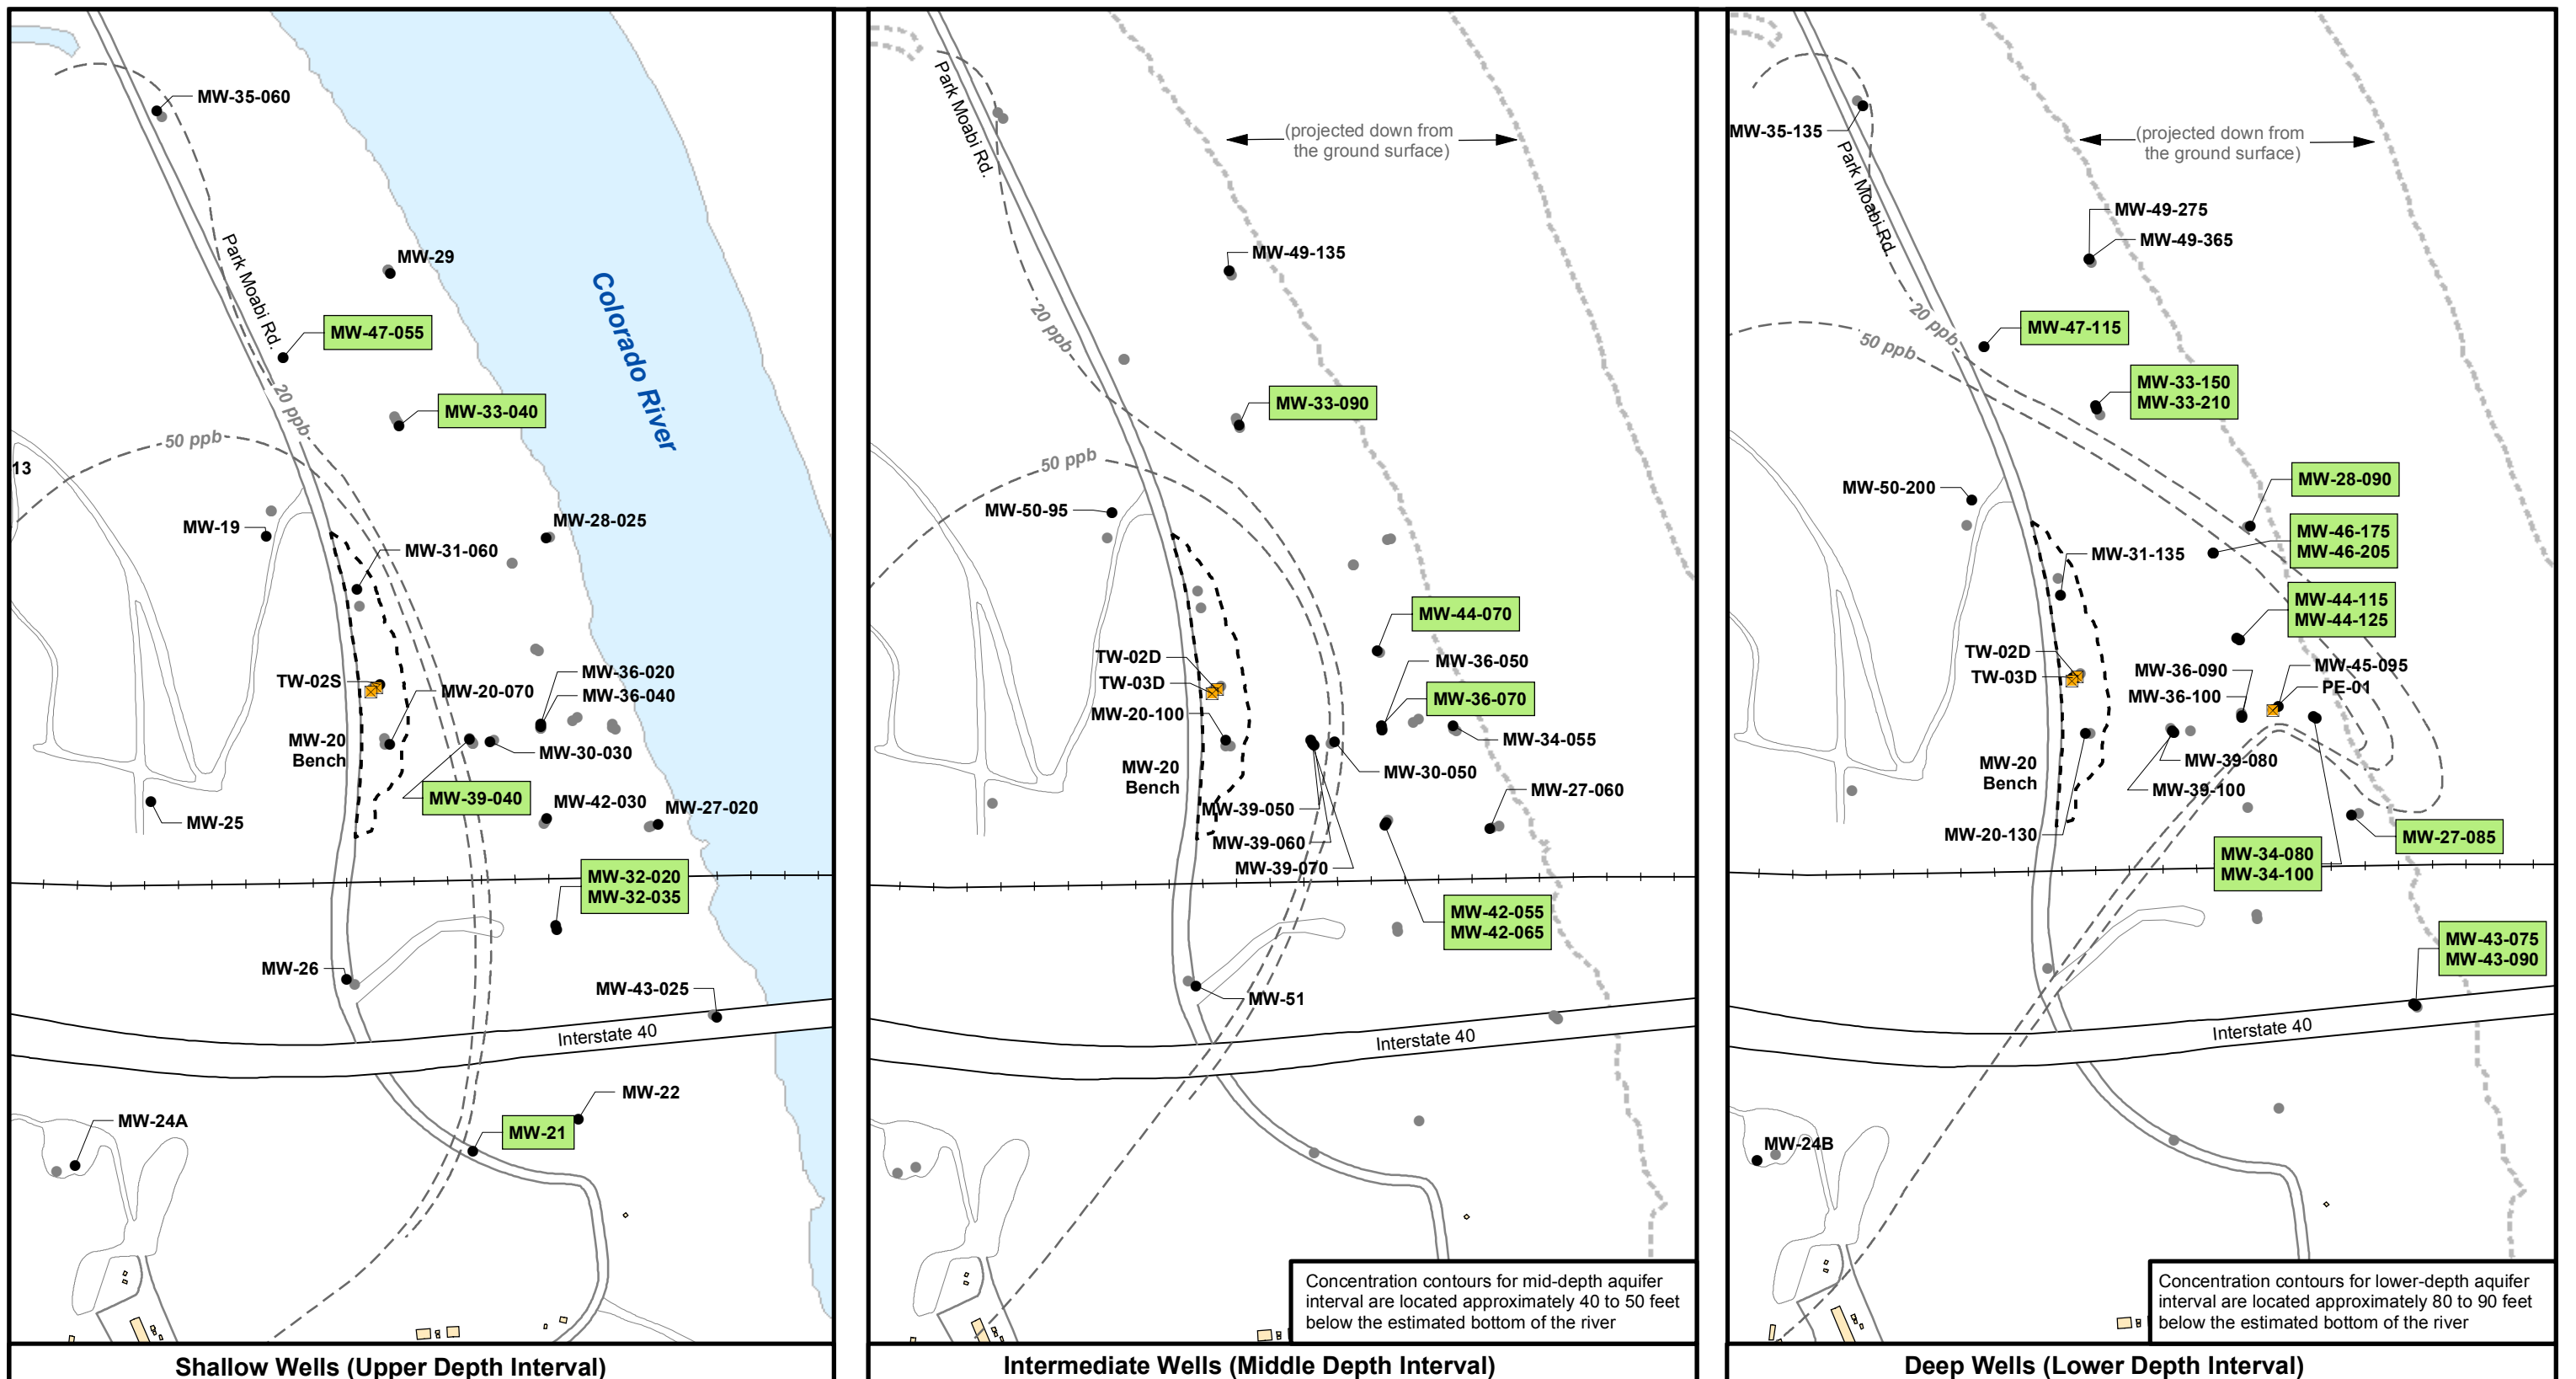 MW-35-060
MW-29
Park Moabi Rd.
Colorado River
MW-47-055
20 ppb
MW-33-040
50 ppb
13
MW-19
MW-28-025
MW-31-060
MW-36-020
TW-02S
MW-20-070
MW-36-040
MW-20
Bench
MW-30-030
MW-39-040
MW-42-030
MW-27-020
MW-25
MW-32-020
MW-32-035
MW-26
MW-43-025
Interstate 40
MW-22
MW-24A
MW-21
Shallow Wells (Upper Depth Interval)
Park Moabi Rd.
(projected down from
the ground surface)
MW-49-135
20 ppb
MW-33-090
50 ppb
MW-50-95
MW-44-070
TW-02D
MW-36-050
TW-03D
MW-36-070
MW-20-100
MW-34-055
MW-20
Bench
MW-30-050
MW-27-060
MW-39-050
MW-39-060
MW-39-070
MW-42-055
MW-42-065
MW-51
Interstate 40
Concentration contours for mid-depth aquifer
interval are located approximately 40 to 50 feet
below the estimated bottom of the river
Intermediate Wells (Middle Depth Interval)
MW-35-135
(projected down from
the ground surface)
Park Moabi Rd.
MW-49-275
MW-49-365
20 ppb
MW-47-115
50 ppb
MW-33-150
MW-33-210
MW-50-200
MW-28-090
MW-46-175
MW-46-205
MW-31-135
MW-44-115
MW-44-125
TW-02D
MW-36-090
MW-45-095
TW-03D
PE-01
MW-36-100
MW-20
Bench
MW-39-080
MW-39-100
MW-20-130
MW-27-085
MW-34-080
MW-34-100
MW-43-075
MW-43-090
Interstate 40
MW-24B
Concentration contours for lower-depth aquifer
interval are located approximately 80 to 90 feet
below the estimated bottom of the river
Deep Wells (Lower Depth Interval)